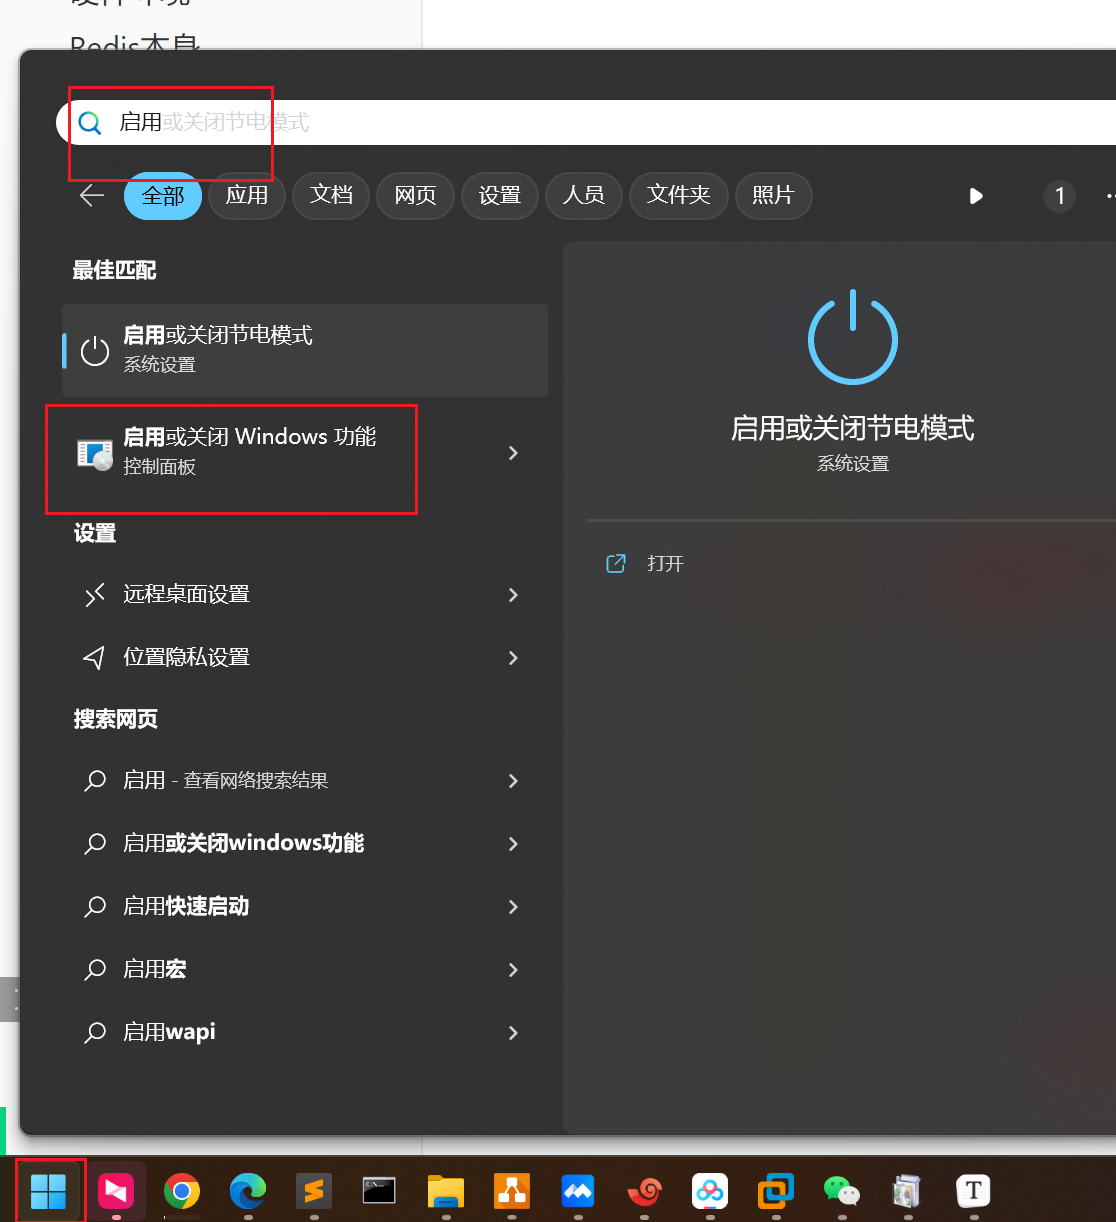 Redis本身
启用或关闭节电模式
全部
应用
文档
网页
设置
人员
文件夹
照片
1
最佳匹配
启用或关闭节电模式
系统设置
启用或关闭 Windows 功能
控制面板
设置
远程桌面设置
位置隐私设置
搜索网页
启用 - 查看网络搜索结果
启用或关闭windows功能
启用快速启动
启用宏
启用wapi
启用或关闭节电模式
系统设置
打开
T